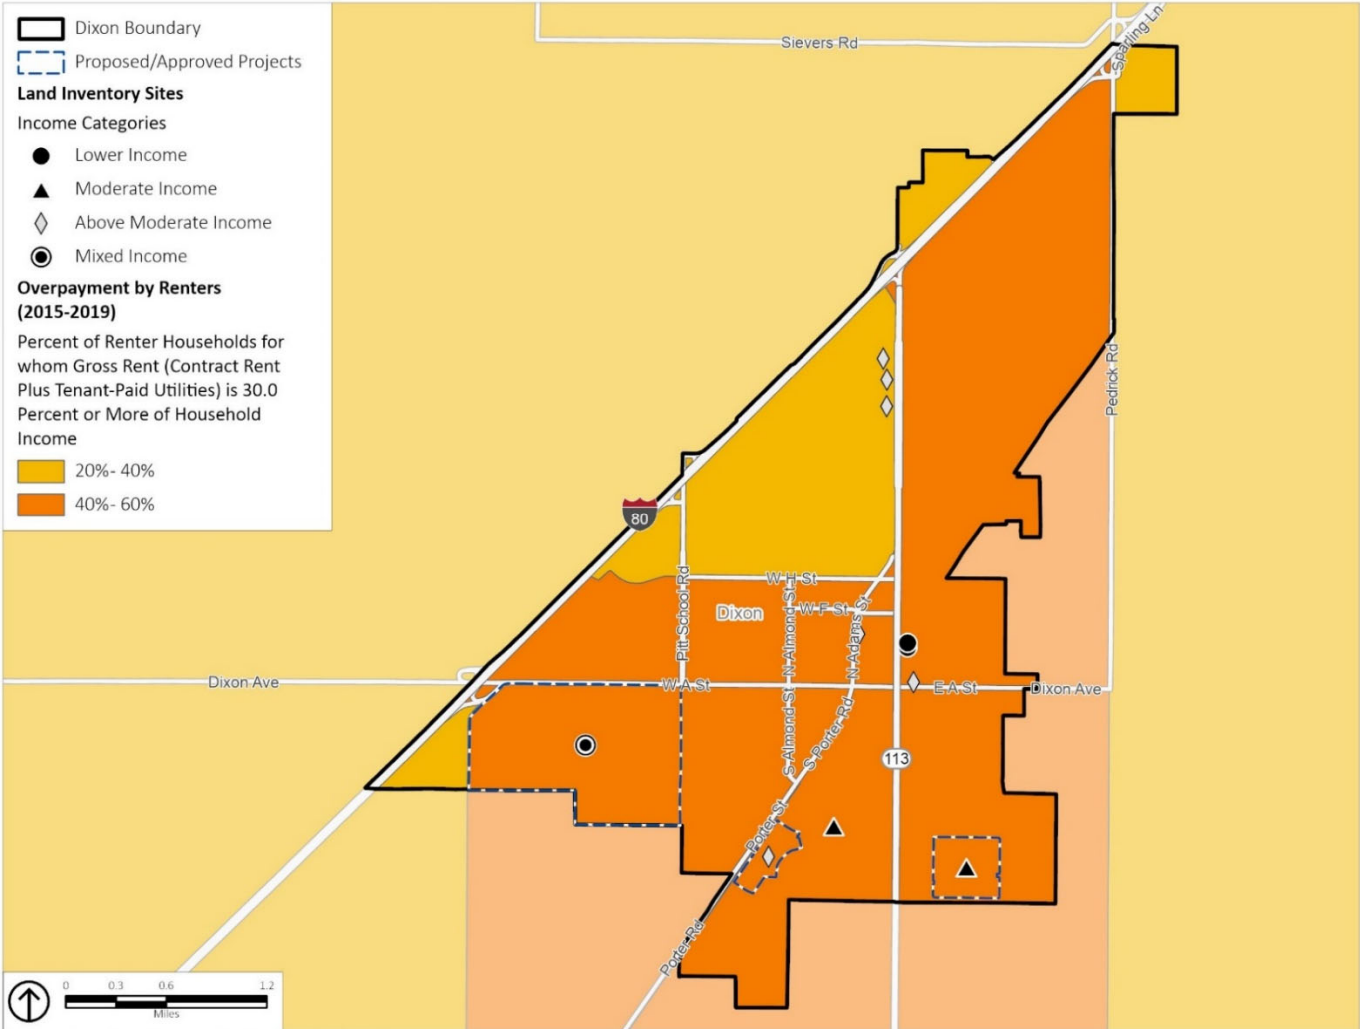 Dixon Boundary
Proposed/Approved Projects
Land Inventory Sites
Income Categories
Lower Income
Moderate Income
Above Moderate Income
Mixed Income
Overpayment by Renters
(2015-2019)
Percent of Renter Households for
whom Gross Rent (Contract Rent
Plus Tenant-Paid Utilities) is 30.0
Percent or More of Household
Income
20%- 40%
40%- 60%
Sievers Rd
Sparling Ln
Pedrick Rd
80
W H St
Pitt School Rd
Dixon
W F St
N Almond St
N Adams St
Dixon Ave
W A St
E A St
Dixon Ave
S Almond St
S Porter Rd
113
Porter St
Porter Rd
0 0.3 0.6 1.2
Miles